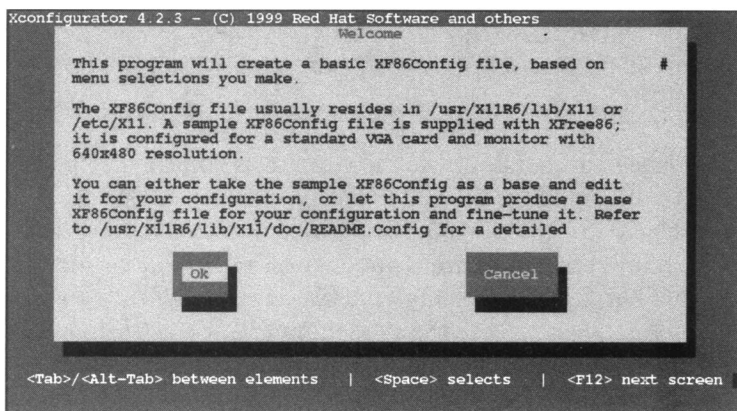 Xconfigurator 4.2.3 - (C) 1999 Red Hat Software and others
Welcome
This program will create a basic XF86Config file, based on #
menu selections you make.
The XF86Config file usually resides in /usr/X11R6/lib/X11 or
/etc/X11. A sample XF86Config file is supplied with XFree86;
it is configured for a standard VGA card and monitor with
640x480 resolution.
You can either take the sample XF86Config as a base and edit
it for your configuration, or let this program produce a base
XF86Config file for your configuration and fine-tune it. Refer
to /usr/X11R6/lib/X11/doc/README.Config for a detailed
Ok Cancel
<Tab>/<Alt-Tab> between elements | <Space> selects | <F12> next screen